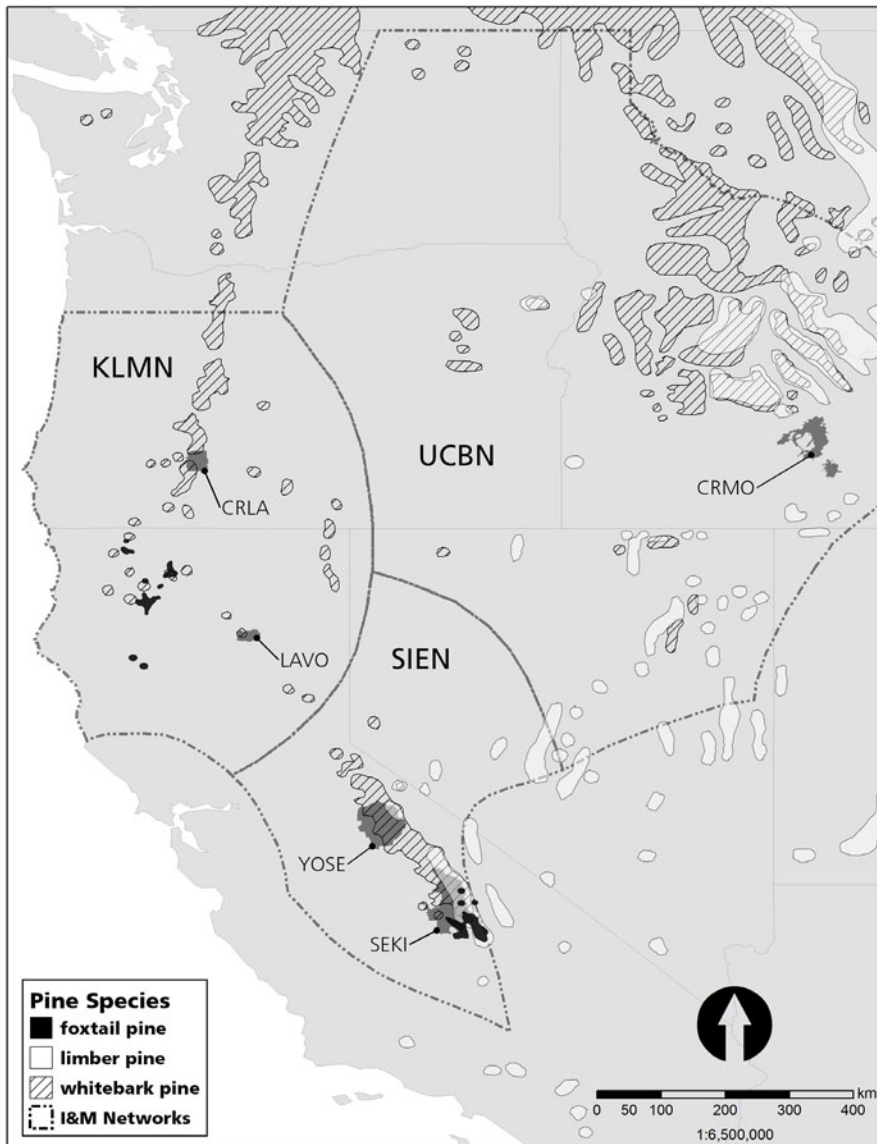 KLMN
UCBN
CRLA
CRMO
LAVO
SIEN
YOSE
SEKI
Pine Species
foxtail pine
limber pine
whitebark pine
I&M Networks
km
0 50 100 200 300 400
1:6,500,000